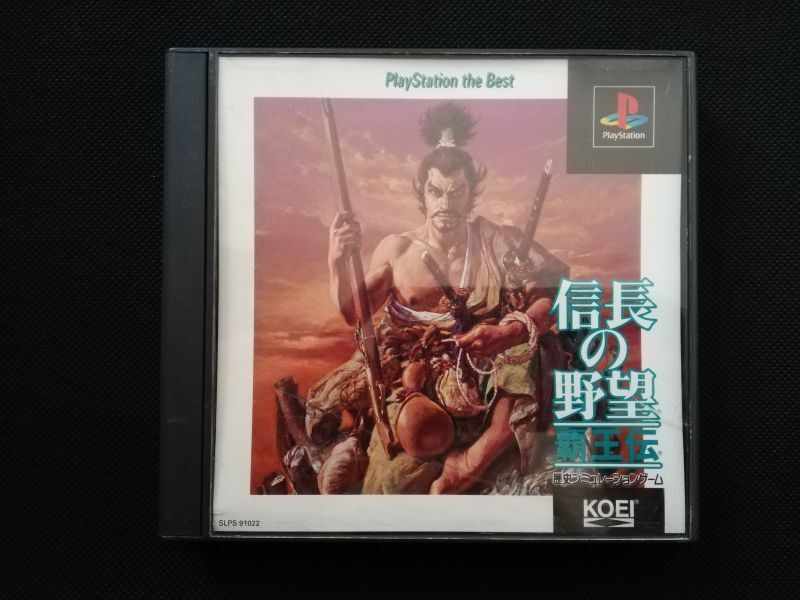 PlayStation the Best
PlayStation
信長
の
野望®
覇王伝®
歴史シミュレーションゲーム
KOEI®
SLPS 91022